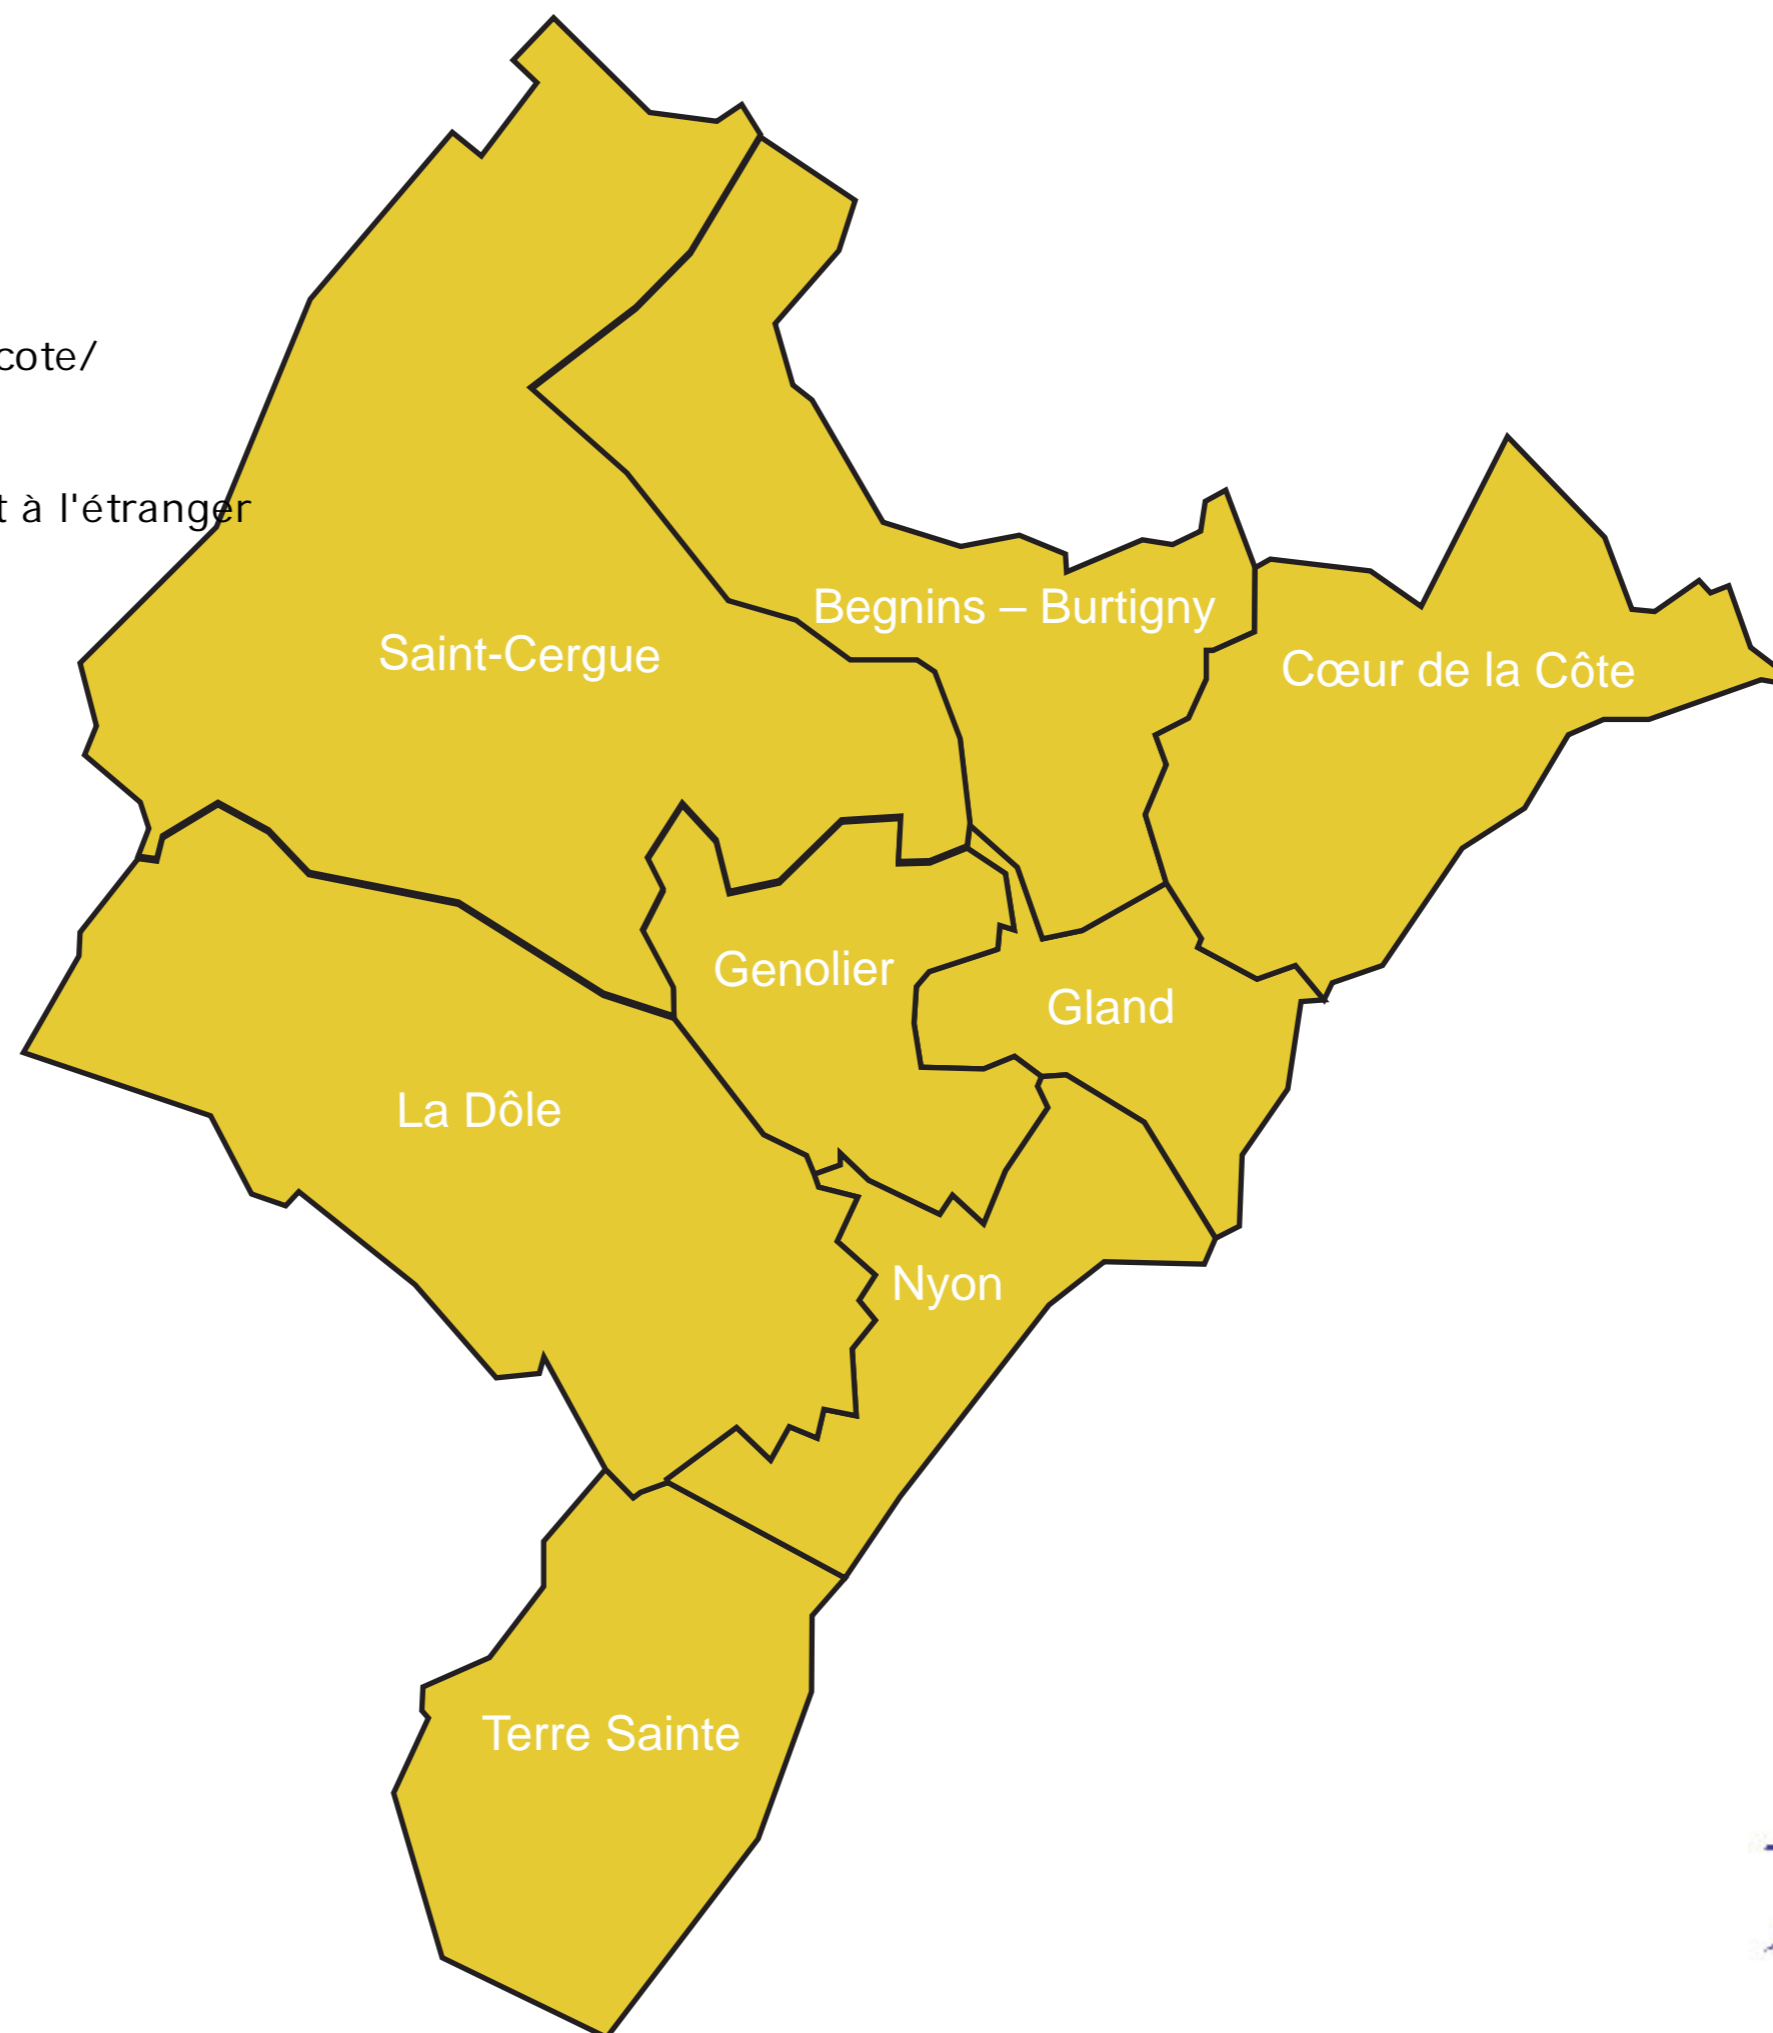 cote/
t à l'étranger
Begnins – Burtigny
Saint-Cergue
Cœur de la Côte
Genolier
Gland
La Dôle
Nyon
Terre Sainte